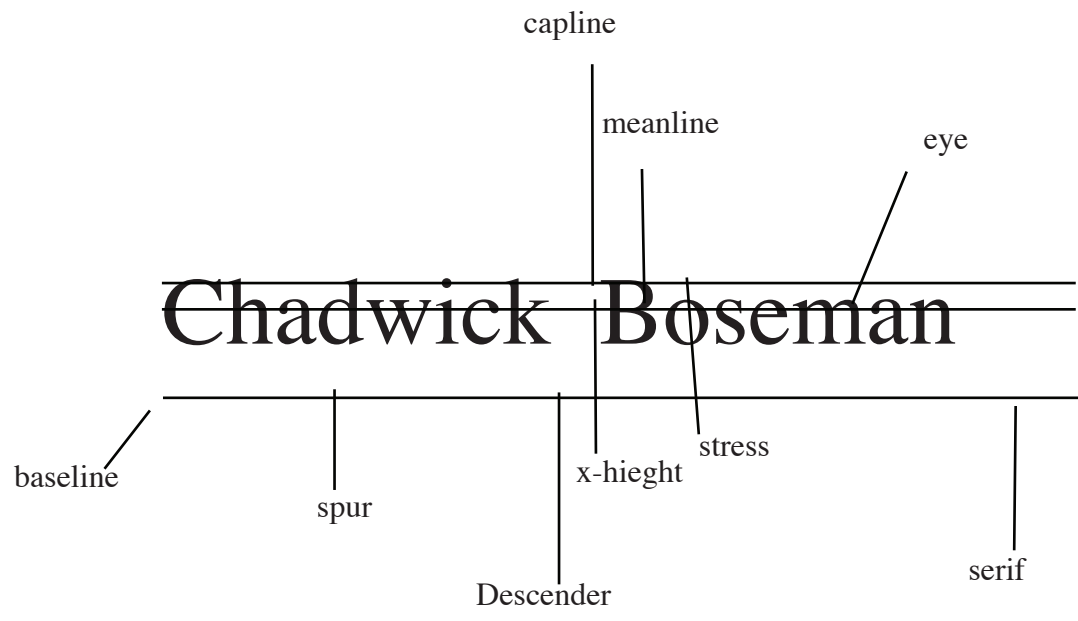 capline
meanline
eye
Chadwick Boseman
stress
x-hieght
baseline
spur
serif
Descender